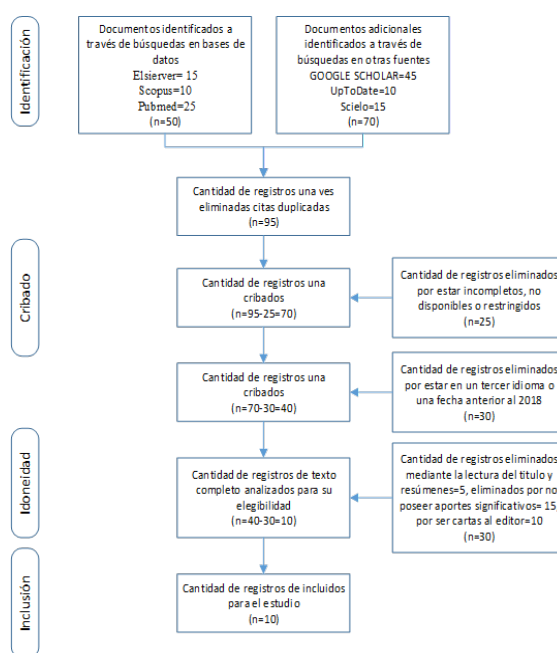 Identificación
Documentos identificados a
través de búsquedas en bases de
datos
Elsierver= 15
Scopus=10
Pubmed=25
(n=50)
Documentos adicionales
identificados a través de
búsquedas en otras fuentes
GOOGLE SCHOLAR=45
UpToDate=10
Scielo=15
(n=70)
Cantidad de registros una ves
eliminadas citas duplicadas
(n=95)
Cribado
Cantidad de registros una
cribados
(n=95-25=70)
Cantidad de registros eliminados
por estar incompletos, no
disponibles o restringidos
(n=25)
Cantidad de registros una
cribados
(n=70-30=40)
Cantidad de registros eliminados
por estar en un tercer idioma o
una fecha anterior al 2018
(n=30)
Idoneidad
Cantidad de registros de texto
completo analizados para su
elegibilidad
(n=40-30=10)
Cantidad de registros eliminados
mediante la lectura del titulo y
resúmenes=5, eliminados por no
poseer aportes significativos= 15,
por ser cartas al editor=10
(n=30)
Inclusión
Cantidad de registros de incluidos
para el estudio
(n=10)